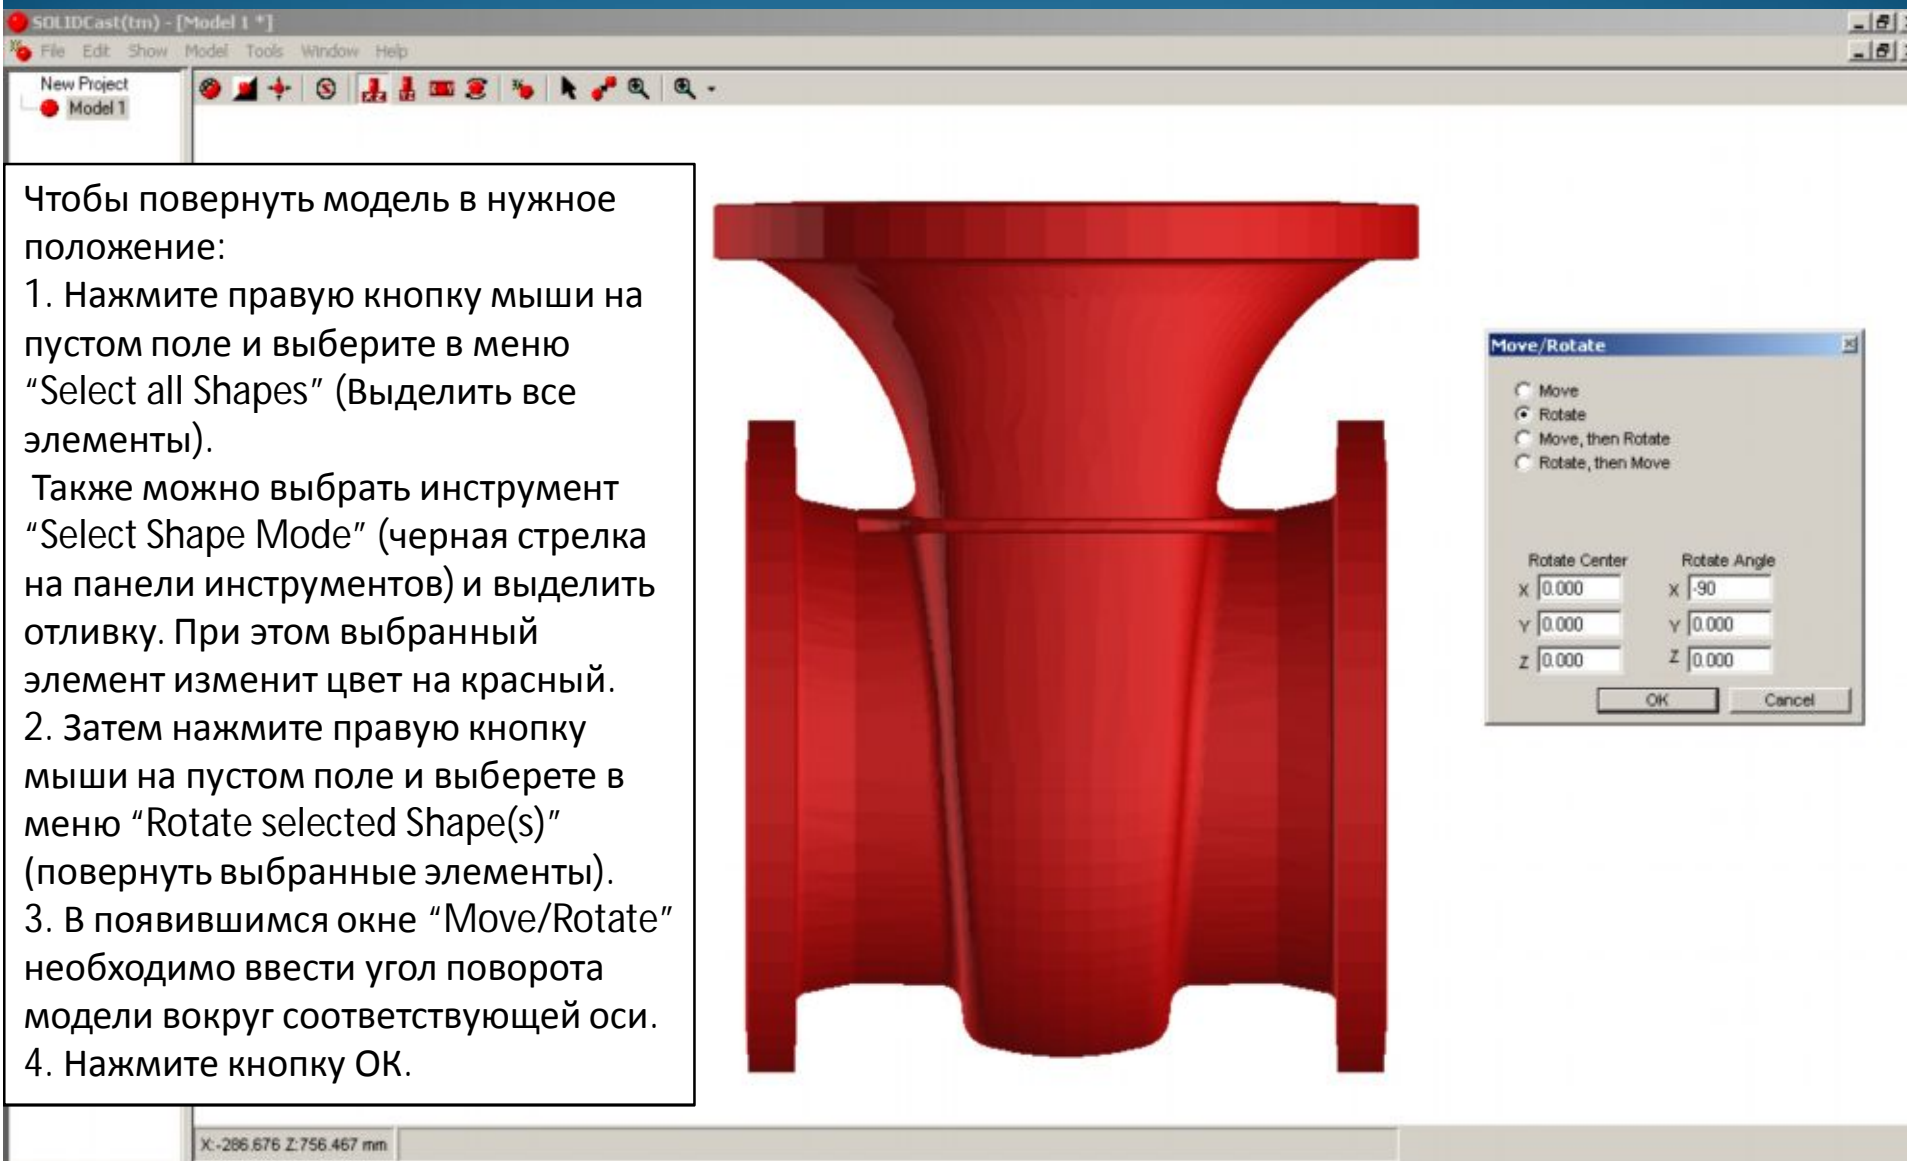 SOLIDCast(tm) - [Model 1 *]
File Edit Show Model Tools Window Help
New Project
Model 1
Чтобы повернуть модель в нужное
положение:
1. Нажмите правую кнопку мыши на
пустом поле и выберите в меню
“Select all Shapes” (Выделить все
элементы).
Также можно выбрать инструмент
“Select Shape Mode” (черная стрелка
на панели инструментов) и выделить
отливку. При этом выбранный
элемент изменит цвет на красный.
2. Затем нажмите правую кнопку
мыши на пустом поле и выберете в
меню “Rotate selected Shape(s)”
(повернуть выбранные элементы).
3. В появившимся окне “Move/Rotate”
необходимо ввести угол поворота
модели вокруг соответствующей оси.
4. Нажмите кнопку ОК.
Move/Rotate
Move
Rotate
Move, then Rotate
Rotate, then Move
Rotate Center Rotate Angle
X 0.000 X -90
Y 0.000 Y 0.000
Z 0.000 Z 0.000
OK Cancel
X:-286.676 Z:756.467 mm